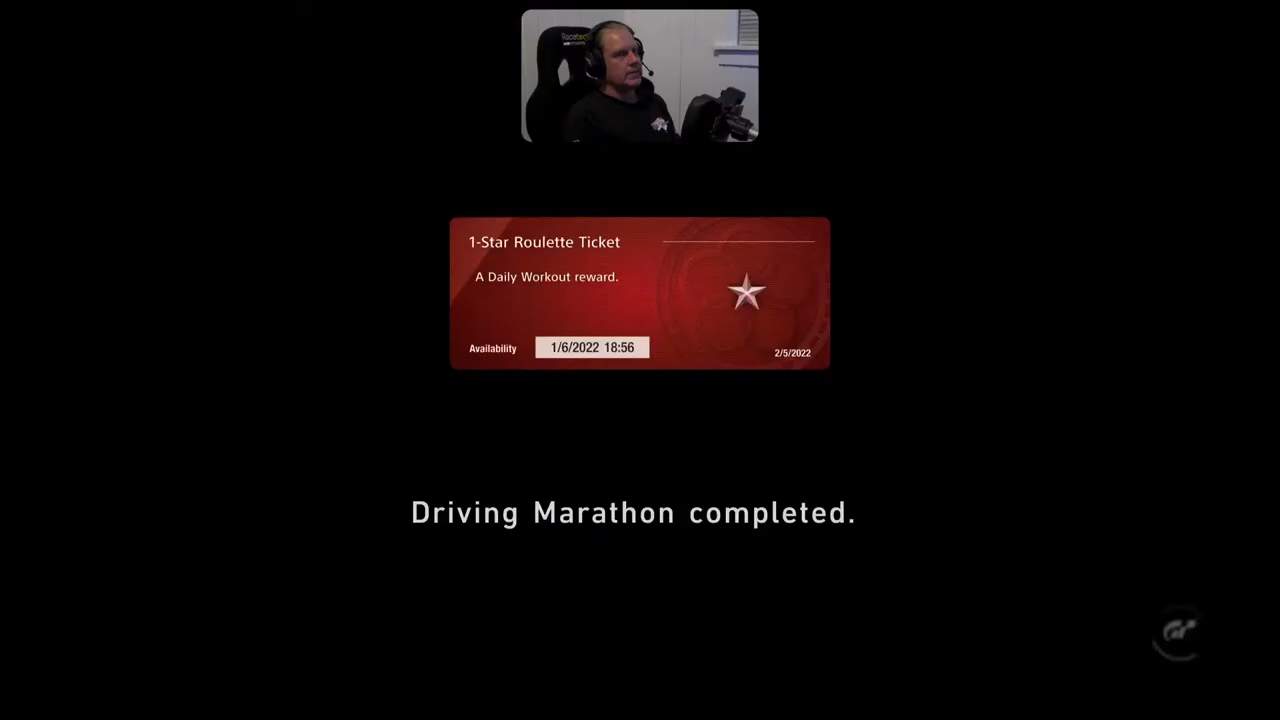 Racetech
1-Star Roulette Ticket
A Daily Workout reward.
Availability
1/6/2022 18:56
2/5/2022
Driving Marathon completed.